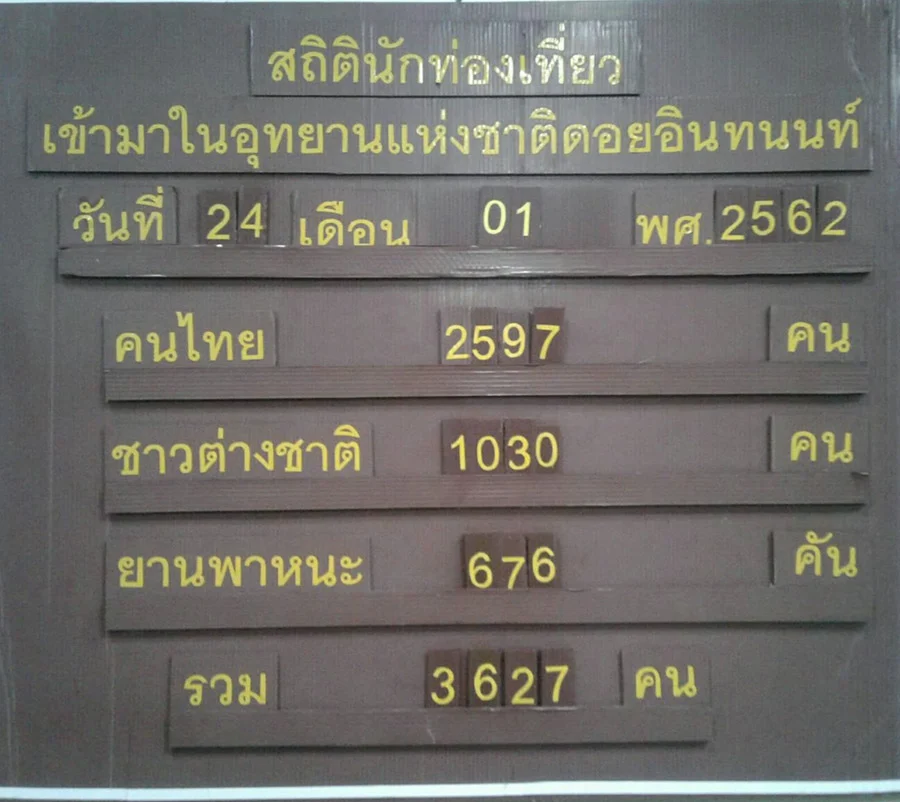 สถิตินักท่องเที่ยว
เข้ามาในอุทยานแห่งชาติดอยอินทนนท์
วันที่ 24 เดือน 01 พศ.2562
คนไทย 2597 คน
ชาวต่างชาติ 1030 คน
ยานพาหนะ 676 คัน
รวม 3627 คน